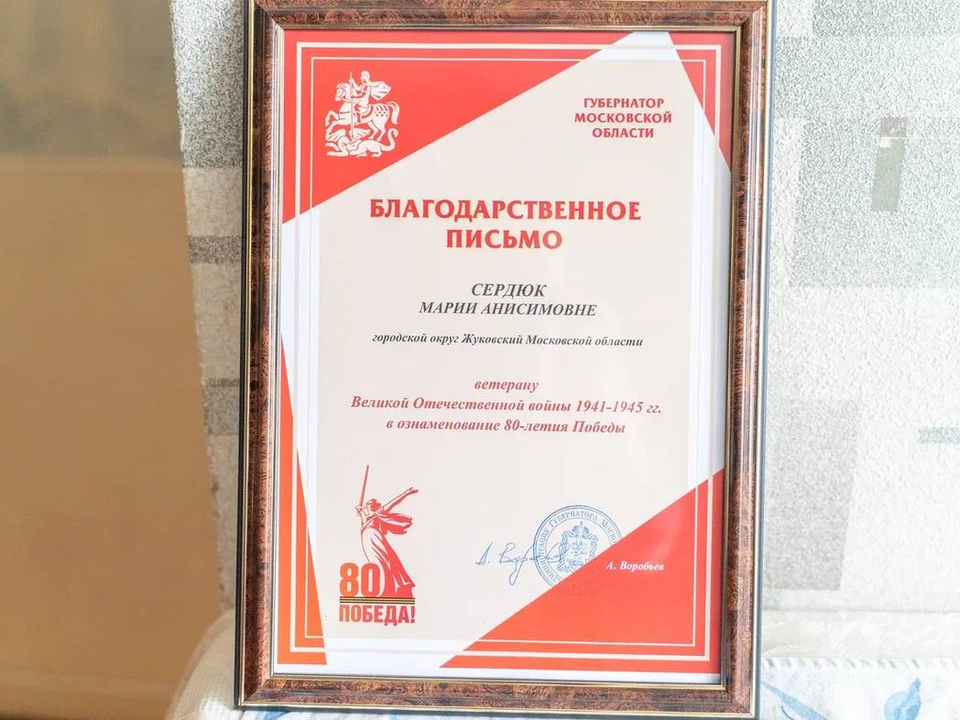 ГУБЕРНАТОР
МОСКОВСКОЙ
ОБЛАСТИ
БЛАГОДАРСТВЕННОЕ
ПИСЬМО
СЕРДЮК
МАРИИ АНИСИМОВНЕ
городской округ Жуковский Московской области
ветерану
Великой Отечественной войны 1941-1945 гг.
в ознаменование 80-летия Победы
А. Воробьев
80
ПОБЕДА!